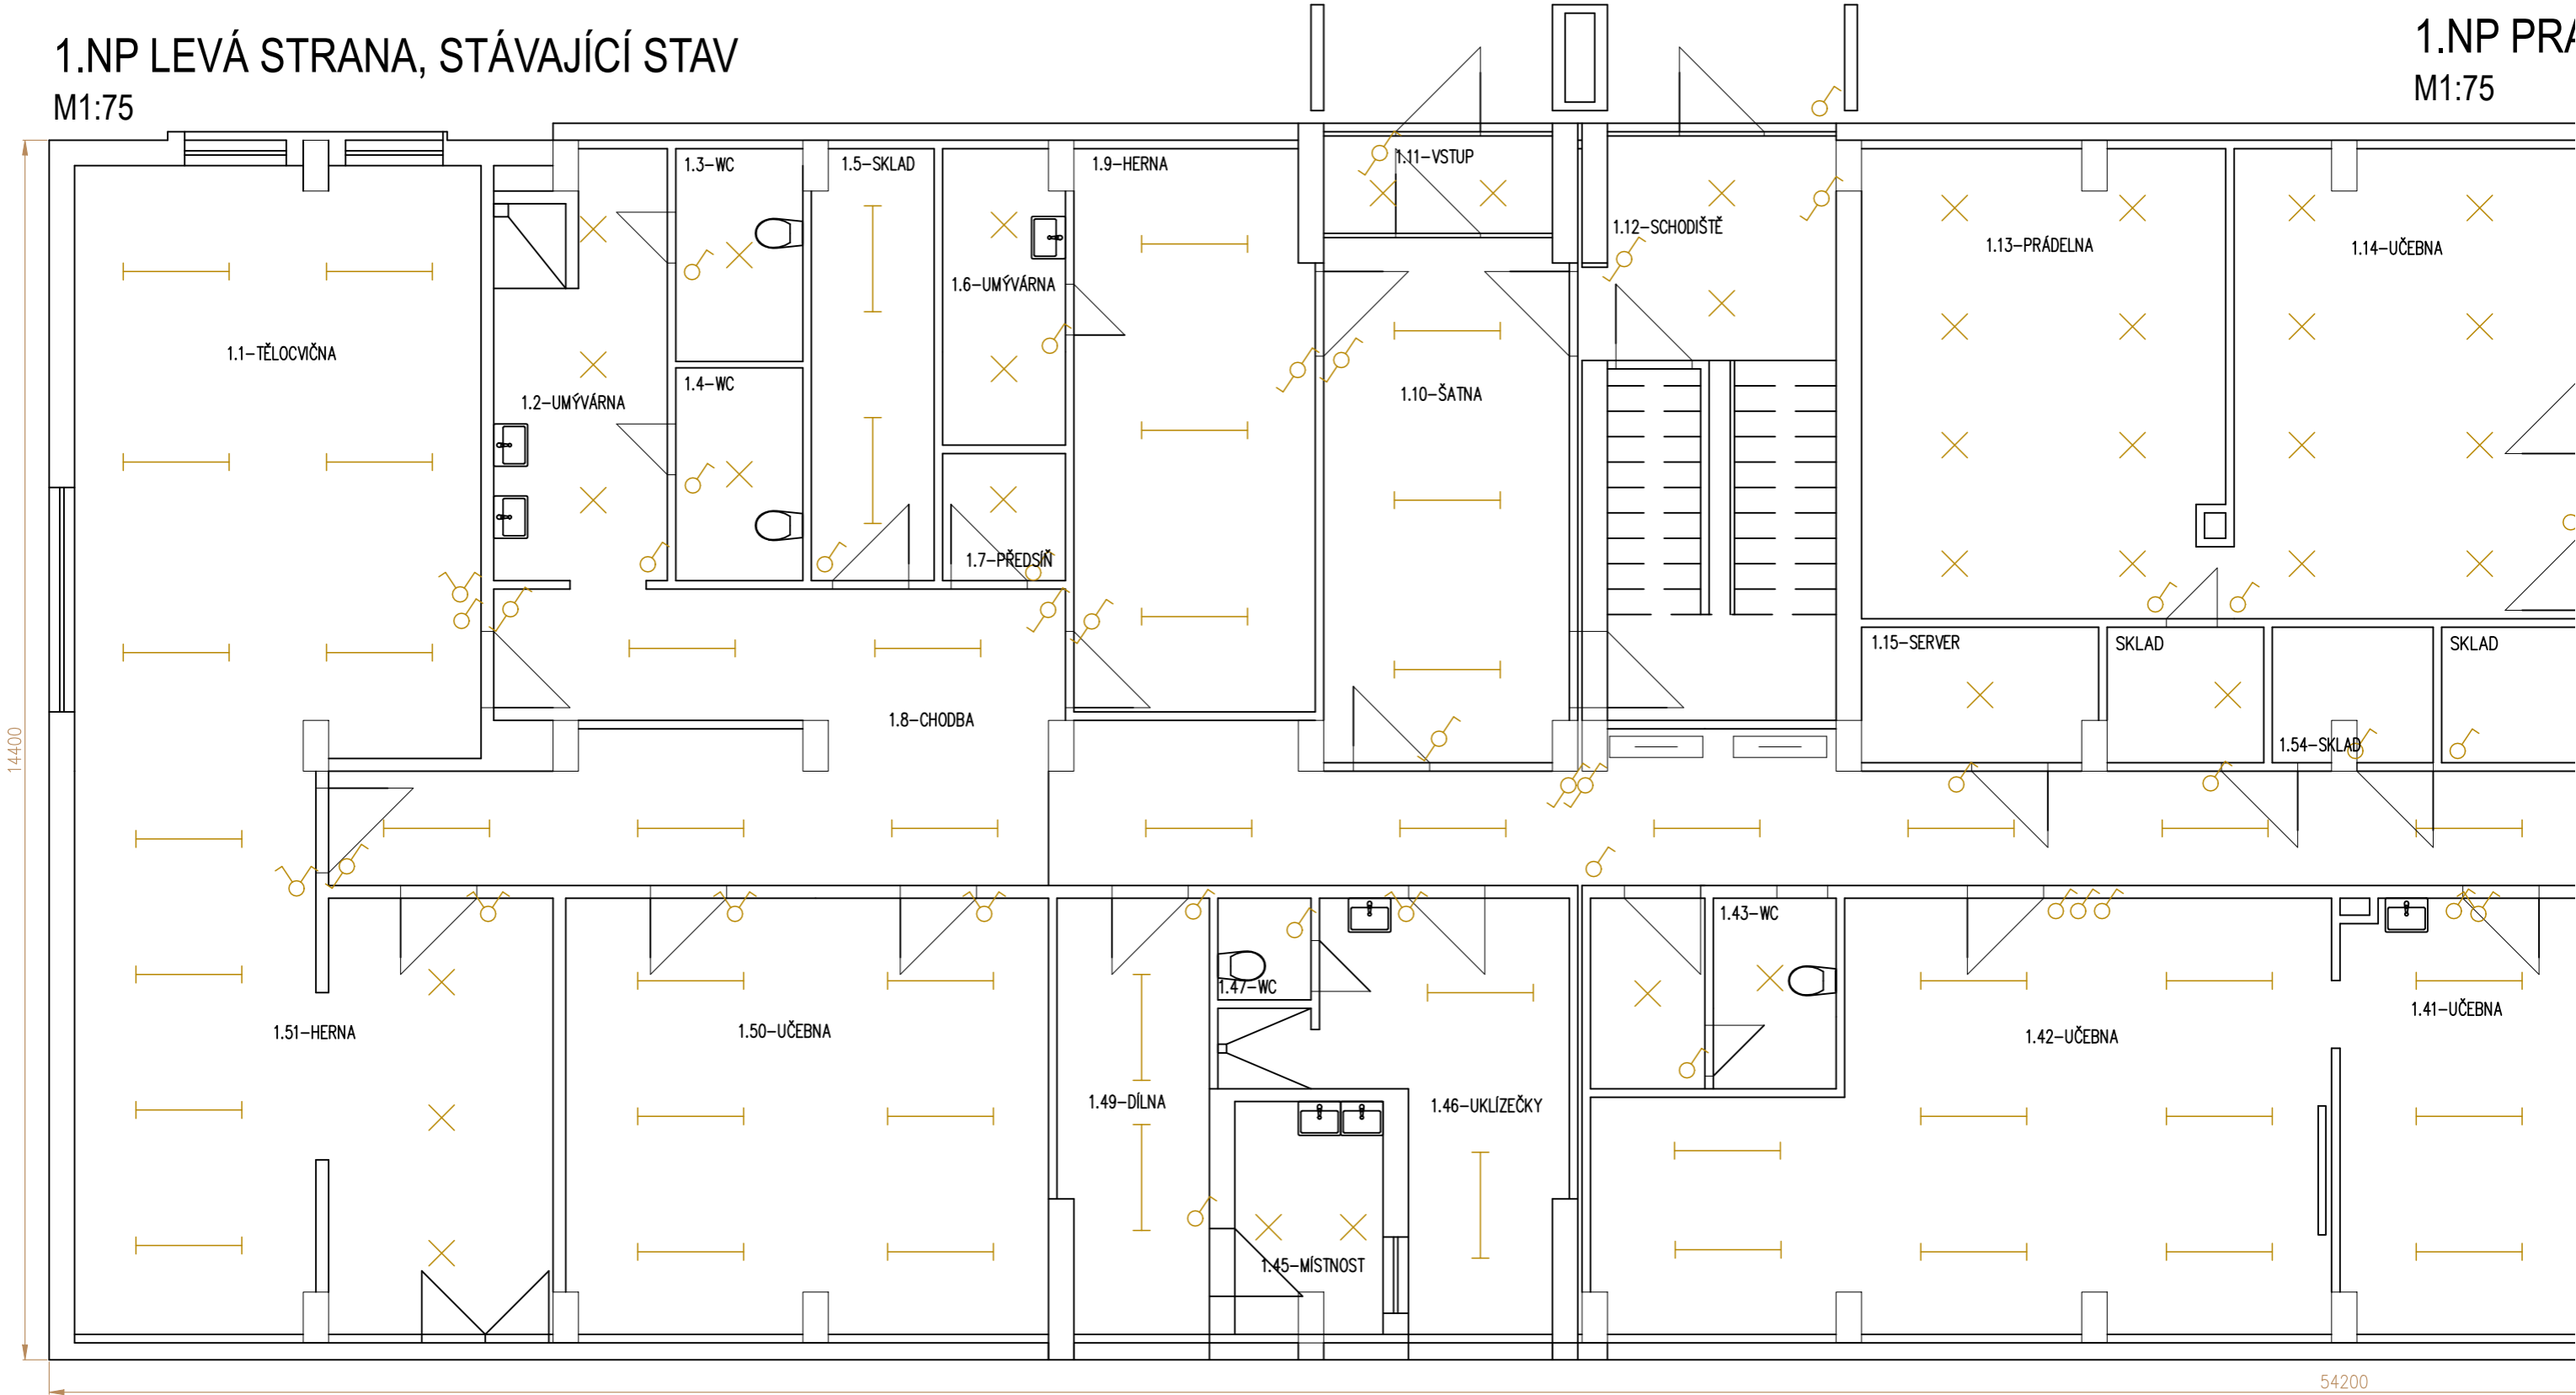 1.NP LEVÁ STRANA, STÁVAJÍCÍ STAV
M1:75
1.NP PRA
M1:75
1.3-WC
1.5-SKLAD
1.9-HERNA
1.11-VSTUP
1.12-SCHODIŠTĚ
1.13-PRÁDELNA
1.14-UČEBNA
1.6-UMÝVÁRNA
1.1-TĚLOCVIČNA
1.4-WC
1.2-UMÝVÁRNA
1.10-ŠATNA
1.7-PŘEDSÍŇ
1.15-SERVER
SKLAD
SKLAD
1.8-CHODBA
1.54-SKLAD
14400
1.43-WC
1.47-WC
1.51-HERNA
1.50-UČEBNA
1.42-UČEBNA
1.41-UČEBNA
1.49-DÍLNA
1.46-UKLÍZEČKY
1.45-MÍSTNOST
54200